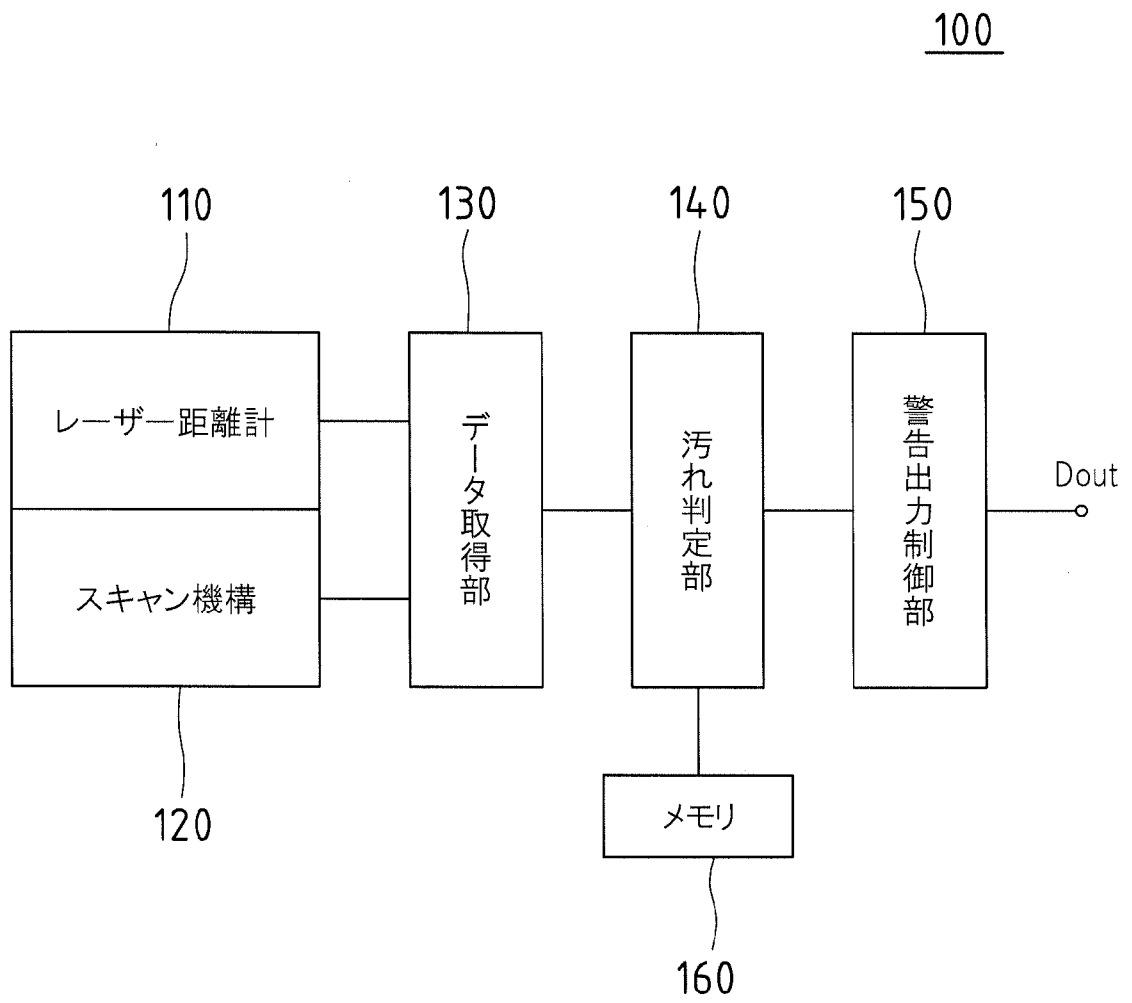 100
110
130
140
150
レーザー距離計
スキャン機構
データ取得部
汚れ判定部
警告出力制御部
Dout
メモリ
120
160